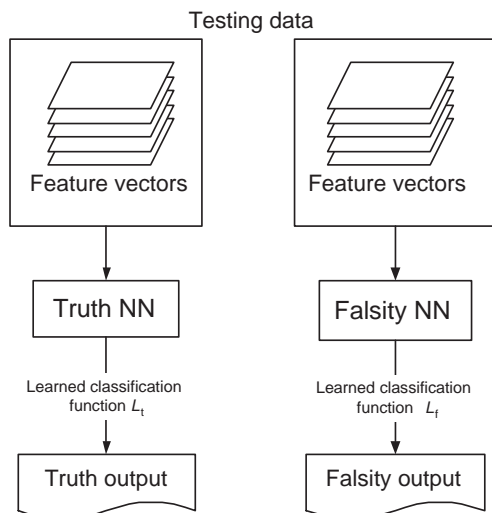 Testing data
Feature vectors
Feature vectors
Truth NN
Falsity NN
Learned classification
function Lt
Learned classification
function Lf
Truth output
Falsity output